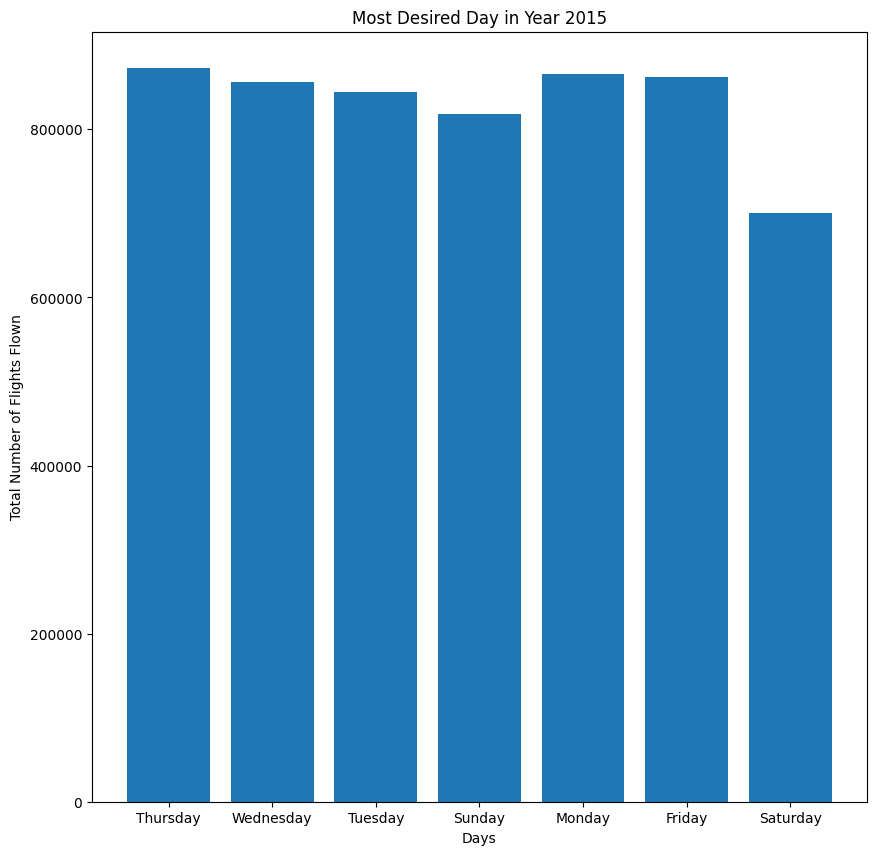 Most Desired Day in Year 2015
Total Number of Flights Flown
800000
600000
400000
200000
0
Thursday Wednesday Tuesday Sunday Monday Friday Saturday
Days